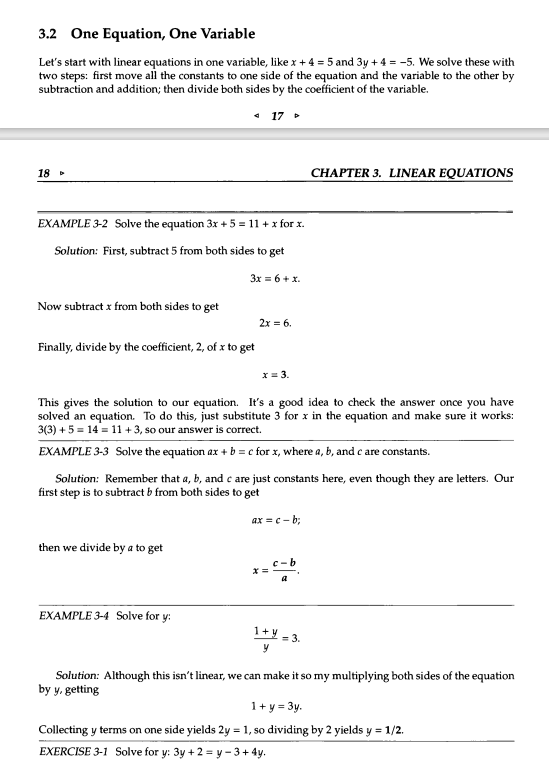 3.2 One Equation, One Variable
Let's start with linear equations in one variable, like x + 4 = 5 and 3y + 4 = −5. We solve these with
two steps: first move all the constants to one side of the equation and the variable to the other by
subtraction and addition; then divide both sides by the coefficient of the variable.
◃ 17 ▹
18 ▹ CHAPTER 3. LINEAR EQUATIONS
EXAMPLE 3-2 Solve the equation 3x + 5 = 11 + x for x.
Solution: First, subtract 5 from both sides to get
3x = 6 + x.
Now subtract x from both sides to get
2x = 6.
Finally, divide by the coefficient, 2, of x to get
x = 3.
This gives the solution to our equation. It's a good idea to check the answer once you have
solved an equation. To do this, just substitute 3 for x in the equation and make sure it works:
3(3) + 5 = 14 = 11 + 3, so our answer is correct.
EXAMPLE 3-3 Solve the equation ax + b = c for x, where a, b, and c are constants.
Solution: Remember that a, b, and c are just constants here, even though they are letters. Our
first step is to subtract b from both sides to get
ax = c − b;
then we divide by a to get
x = (c − b)/a.
EXAMPLE 3-4 Solve for y:
(1 + y)/y = 3.
Solution: Although this isn't linear, we can make it so my multiplying both sides of the equation
by y, getting
1 + y = 3y.
Collecting y terms on one side yields 2y = 1, so dividing by 2 yields y = 1/2.
EXERCISE 3-1 Solve for y: 3y + 2 = y − 3 + 4y.